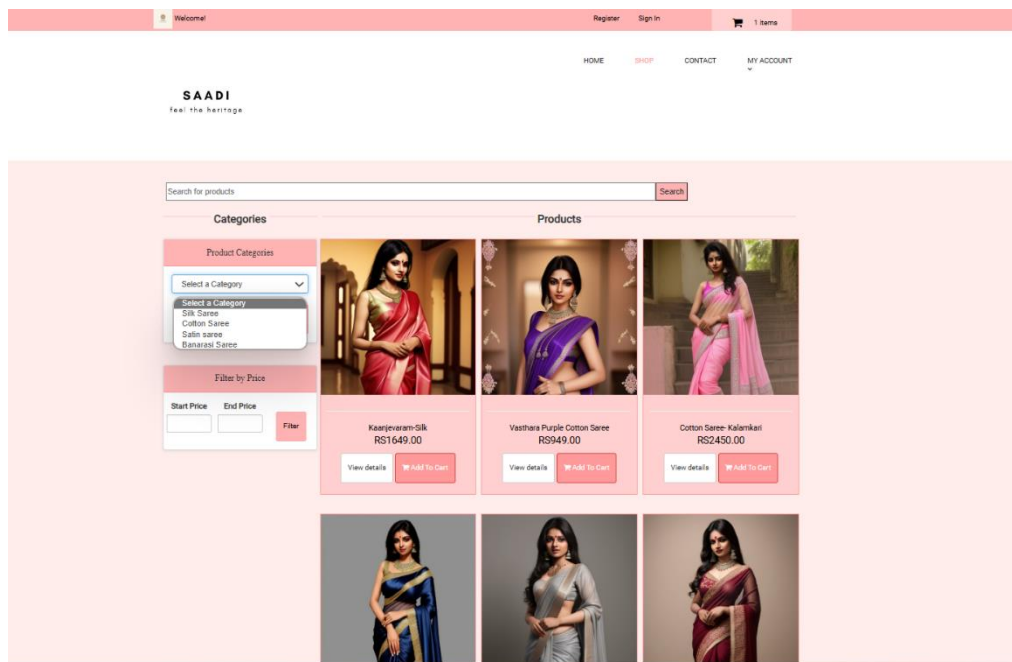 Welcome!
Register
Sign In
1 items
HOME
SHOP
CONTACT
MY ACCOUNT
SAADI
feel the heritage
Search for products
Search
Categories
Products
Product Categories
Select a Category
Select a Category
Silk Saree
Cotton Saree
Satin saree
Banarasi Saree
Filter by Price
Start Price
End Price
Filter
Kaanjevaram-Silk
RS1649.00
View details
Add To Cart
Vasthara Purple Cotton Saree
RS949.00
View details
Add To Cart
Cotton Saree- Kalamkari
RS2450.00
View details
Add To Cart